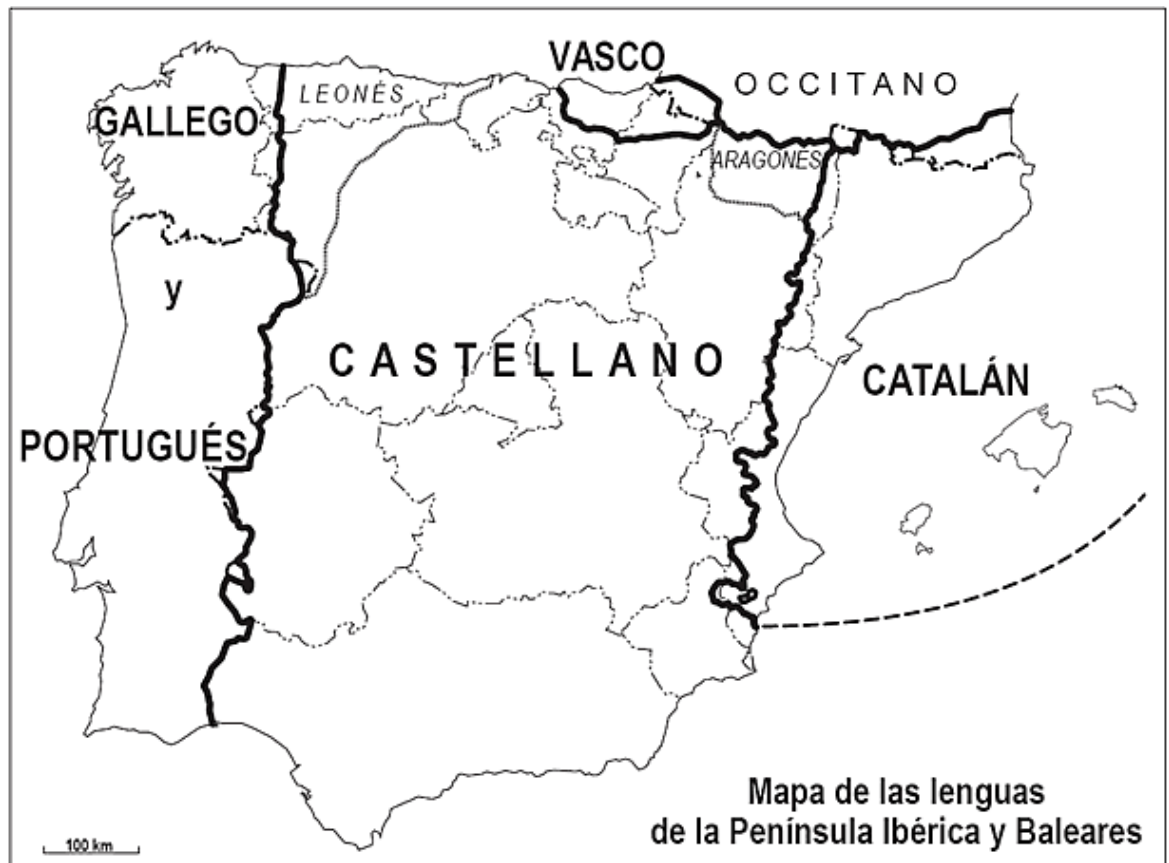 VASCO
OCCITANO
LEONÉS
GALLEGO
ARAGONÉS
y
CASTELLANO
CATALÁN
PORTUGUÉS
Mapa de las lenguas
de la Península Ibérica y Baleares
100 km